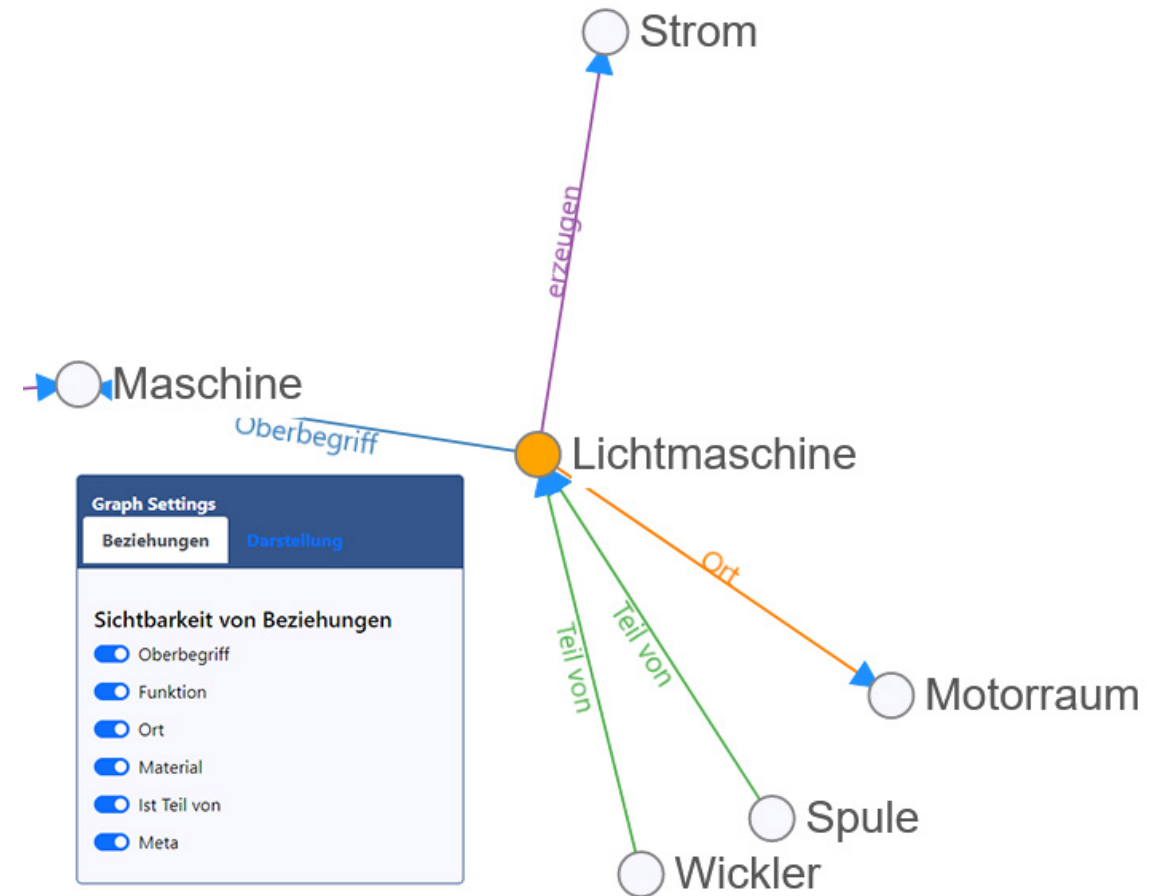 Strom
erzeugen
Maschine
Oberbegriff
Lichtmaschine
Graph Settings
Beziehungen Darstellung
Ort
Sichtbarkeit von Beziehungen
Teil von
Teil von
Oberbegriff
Funktion
Motorraum
Ort
Material
Ist Teil von
Spule
Meta
Wickler